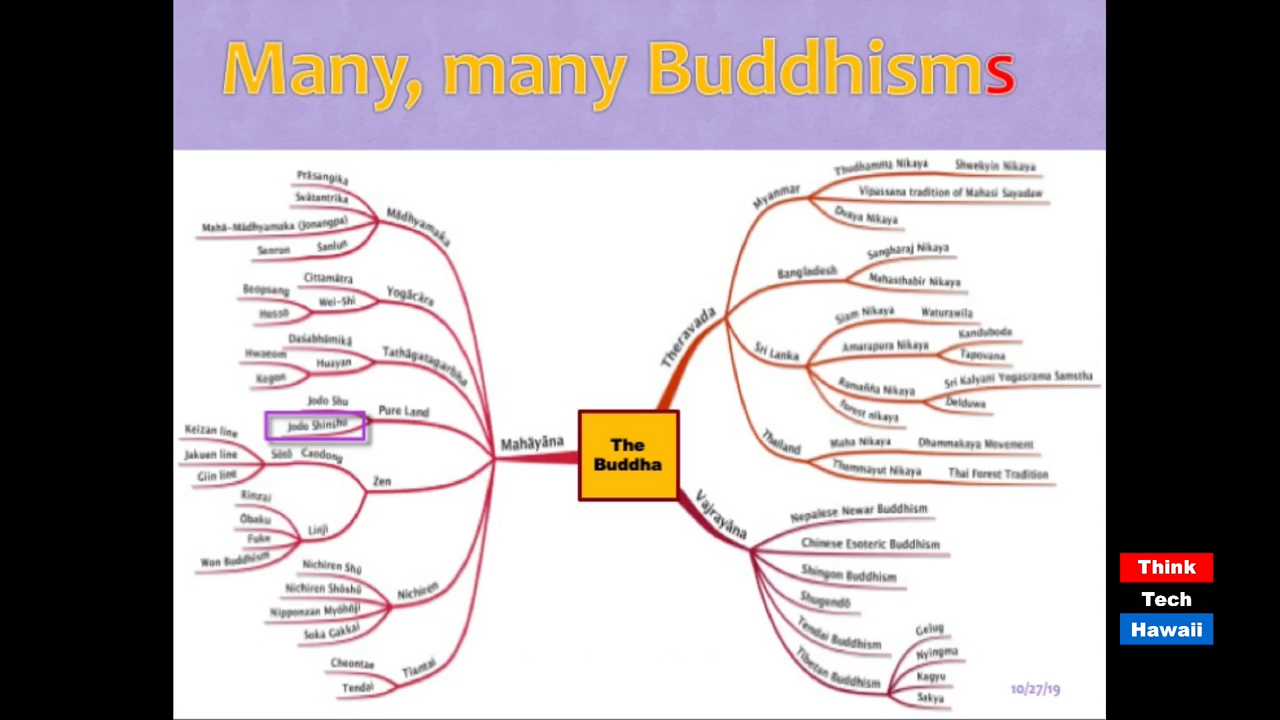 Many, many Buddhisms
Prāsangika
Svātantrika
Mahā-Mādhyamaka (Jonangpa)
Sanron Sanlun
Mādhyamaka
Cittamātra
Beopsang
Hossō
Wei-Shi
Yogācāra
Daśabhūmikā
Hwaeom
Kegon
Huayan
Tathāgatagarbha
Jodo Shu
Jodo Shinshu
Pure Land
Keizan line
Jakuen line
Giin line
Sōtō Caodong
Zen
Rinzai
Ōbaku
Fuke
Won Buddhism
Linji
Nichiren Shū
Nichiren Shōshū
Nipponzan Myōhōji
Soka Gakkai
Nichiren
Cheontae
Tendai
Tiantai
Mahāyāna
The
Buddha
Theravada
Myanmar
Thudhamma Nikaya Shwekyin Nikaya
Vipassana tradition of Mahasi Sayadaw
Dvaya Nikaya
Bangladesh
Sangharaj Nikaya
Mahasthabir Nikaya
Sri Lanka
Siam Nikaya Waturawila
Amarapura Nikaya
Kanduboda
Tapovana
Ramañña Nikaya
Sri Kalyani Yogasrama Samstha
Delduwa
forest nikaya
Thailand
Maha Nikaya Dhammakaya Movement
Thammayut Nikaya Thai Forest Tradition
Vajrayāna
Nepalese Newar Buddhism
Chinese Esoteric Buddhism
Shingon Buddhism
Shugendō
Tendai Buddhism
Tibetan Buddhism
Gelug
Nyingma
Kagyu
Sakya
10/27/19
Think
Tech
Hawaii